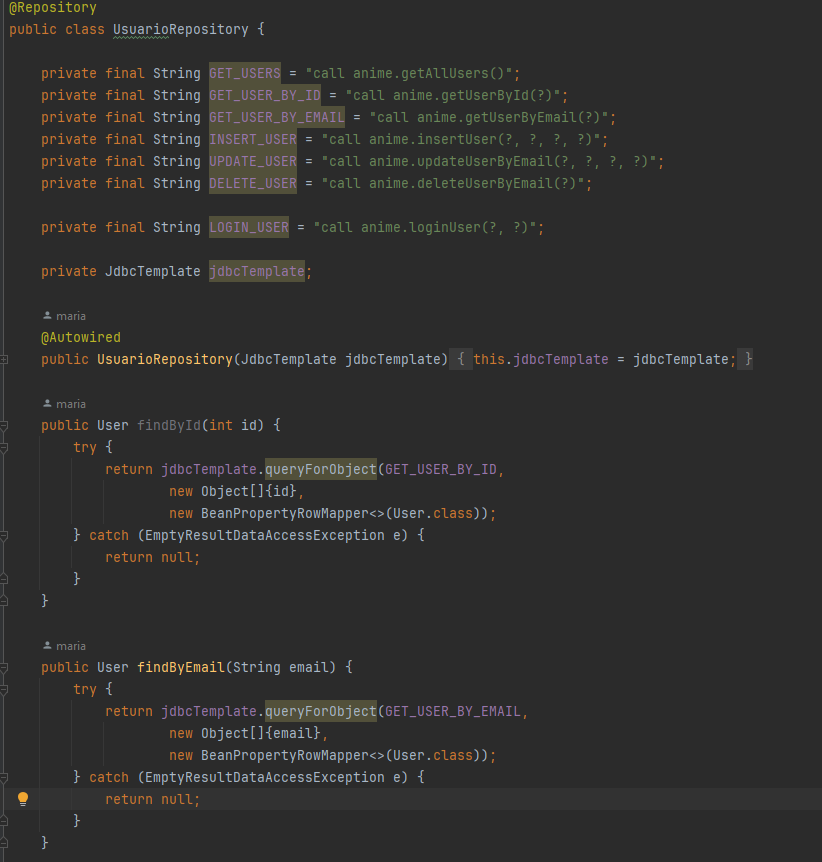 @Repository
public class UsuarioRepository {
private final String GET_USERS = "call anime.getAllUsers()";
private final String GET_USER_BY_ID = "call anime.getUserById(?)";
private final String GET_USER_BY_EMAIL = "call anime.getUserByEmail(?)";
private final String INSERT_USER = "call anime.insertUser(?, ?, ?, ?)";
private final String UPDATE_USER = "call anime.updateUserByEmail(?, ?, ?, ?)";
private final String DELETE_USER = "call anime.deleteUserByEmail(?)";
private final String LOGIN_USER = "call anime.loginUser(?, ?)";
private JdbcTemplate jdbcTemplate;
maria
@Autowired
public UsuarioRepository(JdbcTemplate jdbcTemplate) { this.jdbcTemplate = jdbcTemplate; }
maria
public User findById(int id) {
try {
return jdbcTemplate.queryForObject(GET_USER_BY_ID,
new Object[]{id},
new BeanPropertyRowMapper<>(User.class));
} catch (EmptyResultDataAccessException e) {
return null;
}
}
maria
public User findByEmail(String email) {
try {
return jdbcTemplate.queryForObject(GET_USER_BY_EMAIL,
new Object[]{email},
new BeanPropertyRowMapper<>(User.class));
} catch (EmptyResultDataAccessException e) {
return null;
}
}